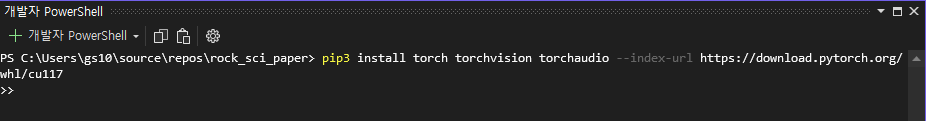 개발자 PowerShell
개발자 PowerShell
PS C:\Users\gs10\source\repos\rock_sci_paper> pip3 install torch torchvision torchaudio --index-url https://download.pytorch.org/
whl/cu117
>>